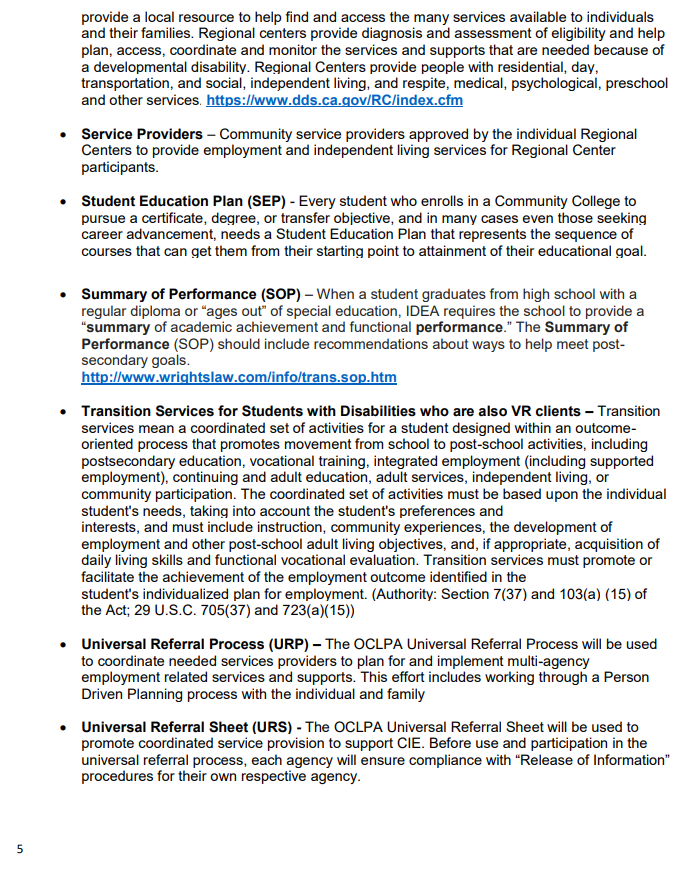 provide a local resource to help find and access the many services available to individuals
and their families. Regional centers provide diagnosis and assessment of eligibility and help
plan, access, coordinate and monitor the services and supports that are needed because of
a developmental disability. Regional Centers provide people with residential, day,
transportation, and social, independent living, and respite, medical, psychological, preschool
and other services. https://www.dds.ca.gov/RC/index.cfm
• Service Providers – Community service providers approved by the individual Regional
Centers to provide employment and independent living services for Regional Center
participants.
• Student Education Plan (SEP) - Every student who enrolls in a Community College to
pursue a certificate, degree, or transfer objective, and in many cases even those seeking
career advancement, needs a Student Education Plan that represents the sequence of
courses that can get them from their starting point to attainment of their educational goal.
• Summary of Performance (SOP) – When a student graduates from high school with a
regular diploma or “ages out” of special education, IDEA requires the school to provide a
“summary of academic achievement and functional performance.” The Summary of
Performance (SOP) should include recommendations about ways to help meet post-
secondary goals.
http://www.wrightslaw.com/info/trans.sop.htm
• Transition Services for Students with Disabilities who are also VR clients – Transition
services mean a coordinated set of activities for a student designed within an outcome-
oriented process that promotes movement from school to post-school activities, including
postsecondary education, vocational training, integrated employment (including supported
employment), continuing and adult education, adult services, independent living, or
community participation. The coordinated set of activities must be based upon the individual
student's needs, taking into account the student's preferences and
interests, and must include instruction, community experiences, the development of
employment and other post-school adult living objectives, and, if appropriate, acquisition of
daily living skills and functional vocational evaluation. Transition services must promote or
facilitate the achievement of the employment outcome identified in the
student's individualized plan for employment. (Authority: Section 7(37) and 103(a) (15) of
the Act; 29 U.S.C. 705(37) and 723(a)(15))
• Universal Referral Process (URP) – The OCLPA Universal Referral Process will be used
to coordinate needed services providers to plan for and implement multi-agency
employment related services and supports. This effort includes working through a Person
Driven Planning process with the individual and family
• Universal Referral Sheet (URS) - The OCLPA Universal Referral Sheet will be used to
promote coordinated service provision to support CIE. Before use and participation in the
universal referral process, each agency will ensure compliance with “Release of Information”
procedures for their own respective agency.
5